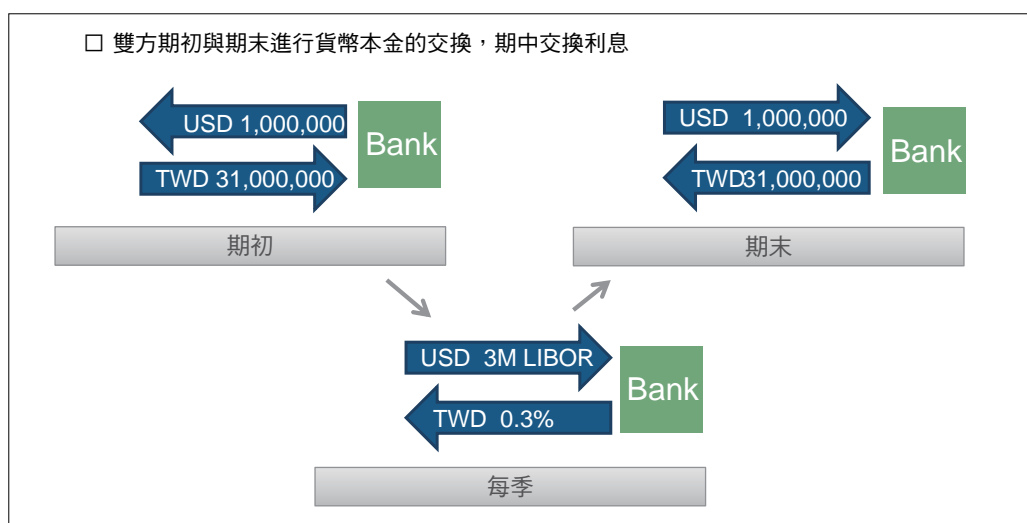 □ 雙方期初與期末進行貨幣本金的交換，期中交換利息
USD 1,000,000
TWD 31,000,000
Bank
期初
USD 1,000,000
TWD31,000,000
Bank
期末
USD 3M LIBOR
TWD 0.3%
Bank
每季